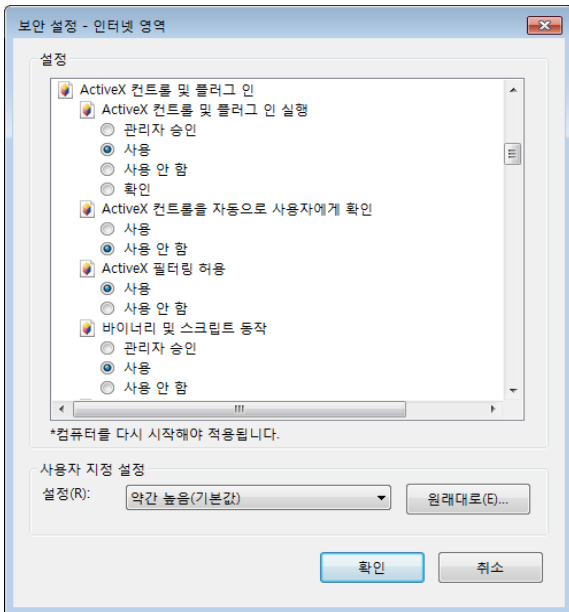 보안 설정 - 인터넷 영역
설정
ActiveX 컨트롤 및 플러그 인
ActiveX 컨트롤 및 플러그 인 실행
관리자 승인
사용
사용 안 함
확인
ActiveX 컨트롤을 자동으로 사용자에게 확인
사용
사용 안 함
ActiveX 필터링 허용
사용
사용 안 함
바이너리 및 스크립트 동작
관리자 승인
사용
사용 안 함
*컴퓨터를 다시 시작해야 적용됩니다.
사용자 지정 설정
설정(R): 약간 높음(기본값) 원래대로(E)...
확인 취소